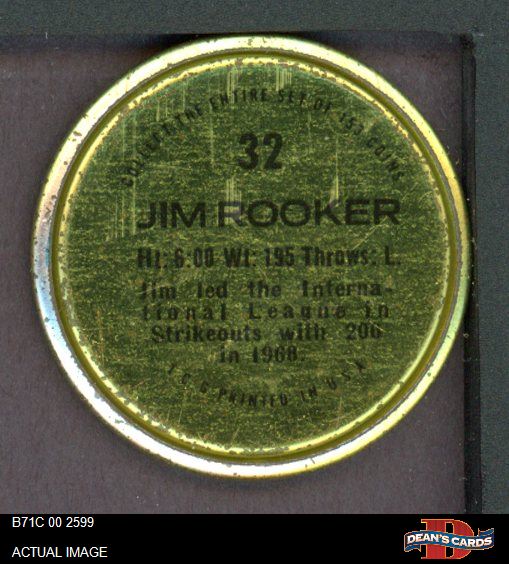 COLLECT THE ENTIRE SET OF 153 COINS
32
JIM ROOKER
Ht: 6:00 Wt: 195 Throws: L.
Jim led the Interna-
tional League in
Strikeouts with 206
in 1968.
T.C.G. PRINTED IN U.S.A.
B71C 00 2599
ACTUAL IMAGE
D
DEAN'S CARDS